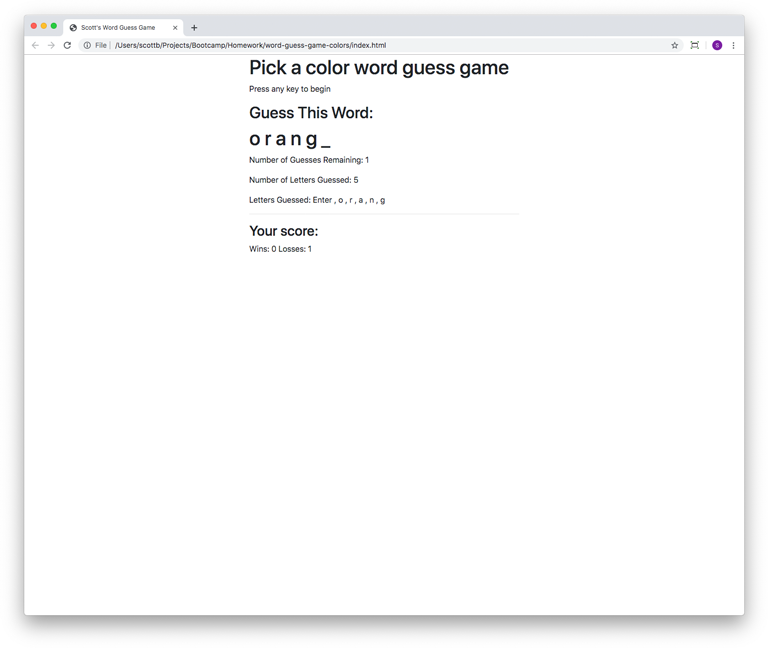 Scott's Word Guess Game
File | /Users/scottb/Projects/Bootcamp/Homework/word-guess-game-colors/index.html
S
Pick a color word guess game
Press any key to begin
Guess This Word:
o r a n g _
Number of Guesses Remaining: 1
Number of Letters Guessed: 5
Letters Guessed: Enter , o , r , a , n , g
Your score:
Wins: 0 Losses: 1